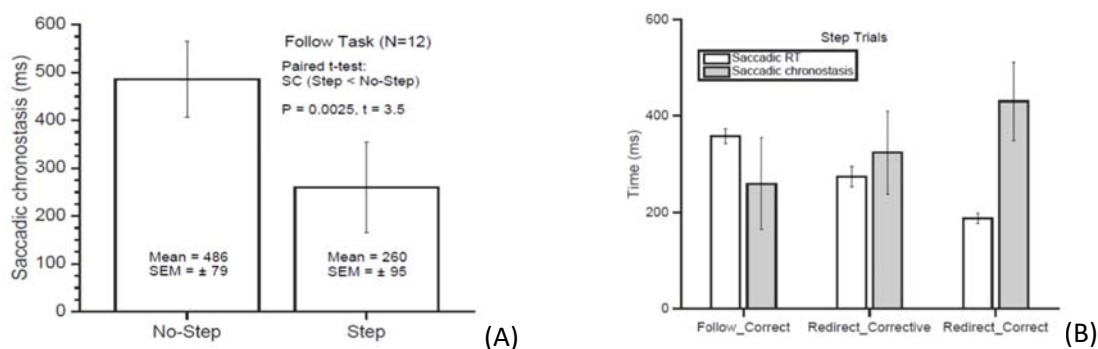 600
500
400
300
200
100
0
Saccadic chronostasis (ms)
Follow Task (N=12)
Paired t-test:
SC (Step < No-Step)
P = 0.0025, t = 3.5
Mean = 486
SEM = ± 79
Mean = 260
SEM = ± 95
No-Step
Step
(A)
600
400
200
0
Time (ms)
Step Trials
Saccadic RT
Saccadic chronostasis
Follow_Correct
Redirect_Corrective
Redirect_Correct
(B)